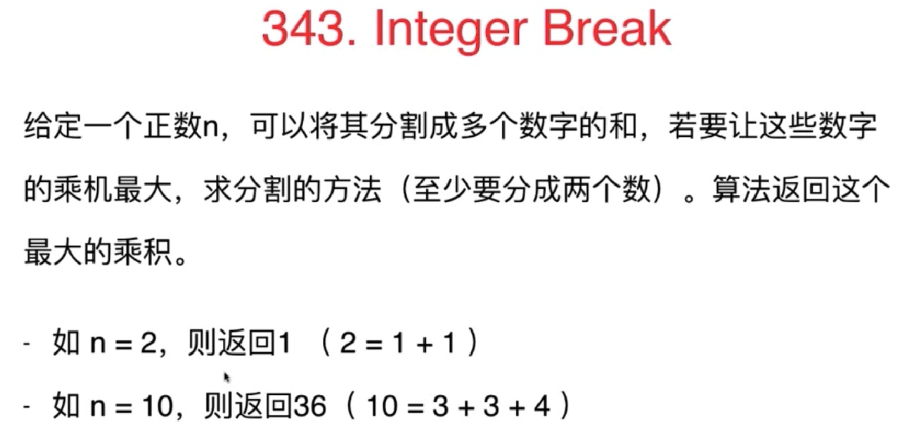 343. Integer Break
给定一个正数n，可以将其分割成多个数字的和，若要让这些数字
的乘机最大，求分割的方法（至少要分成两个数）。算法返回这个
最大的乘积。
- 如 n = 2，则返回1 （ 2 = 1 + 1 ）
- 如 n = 10，则返回36（ 10 = 3 + 3 + 4 ）